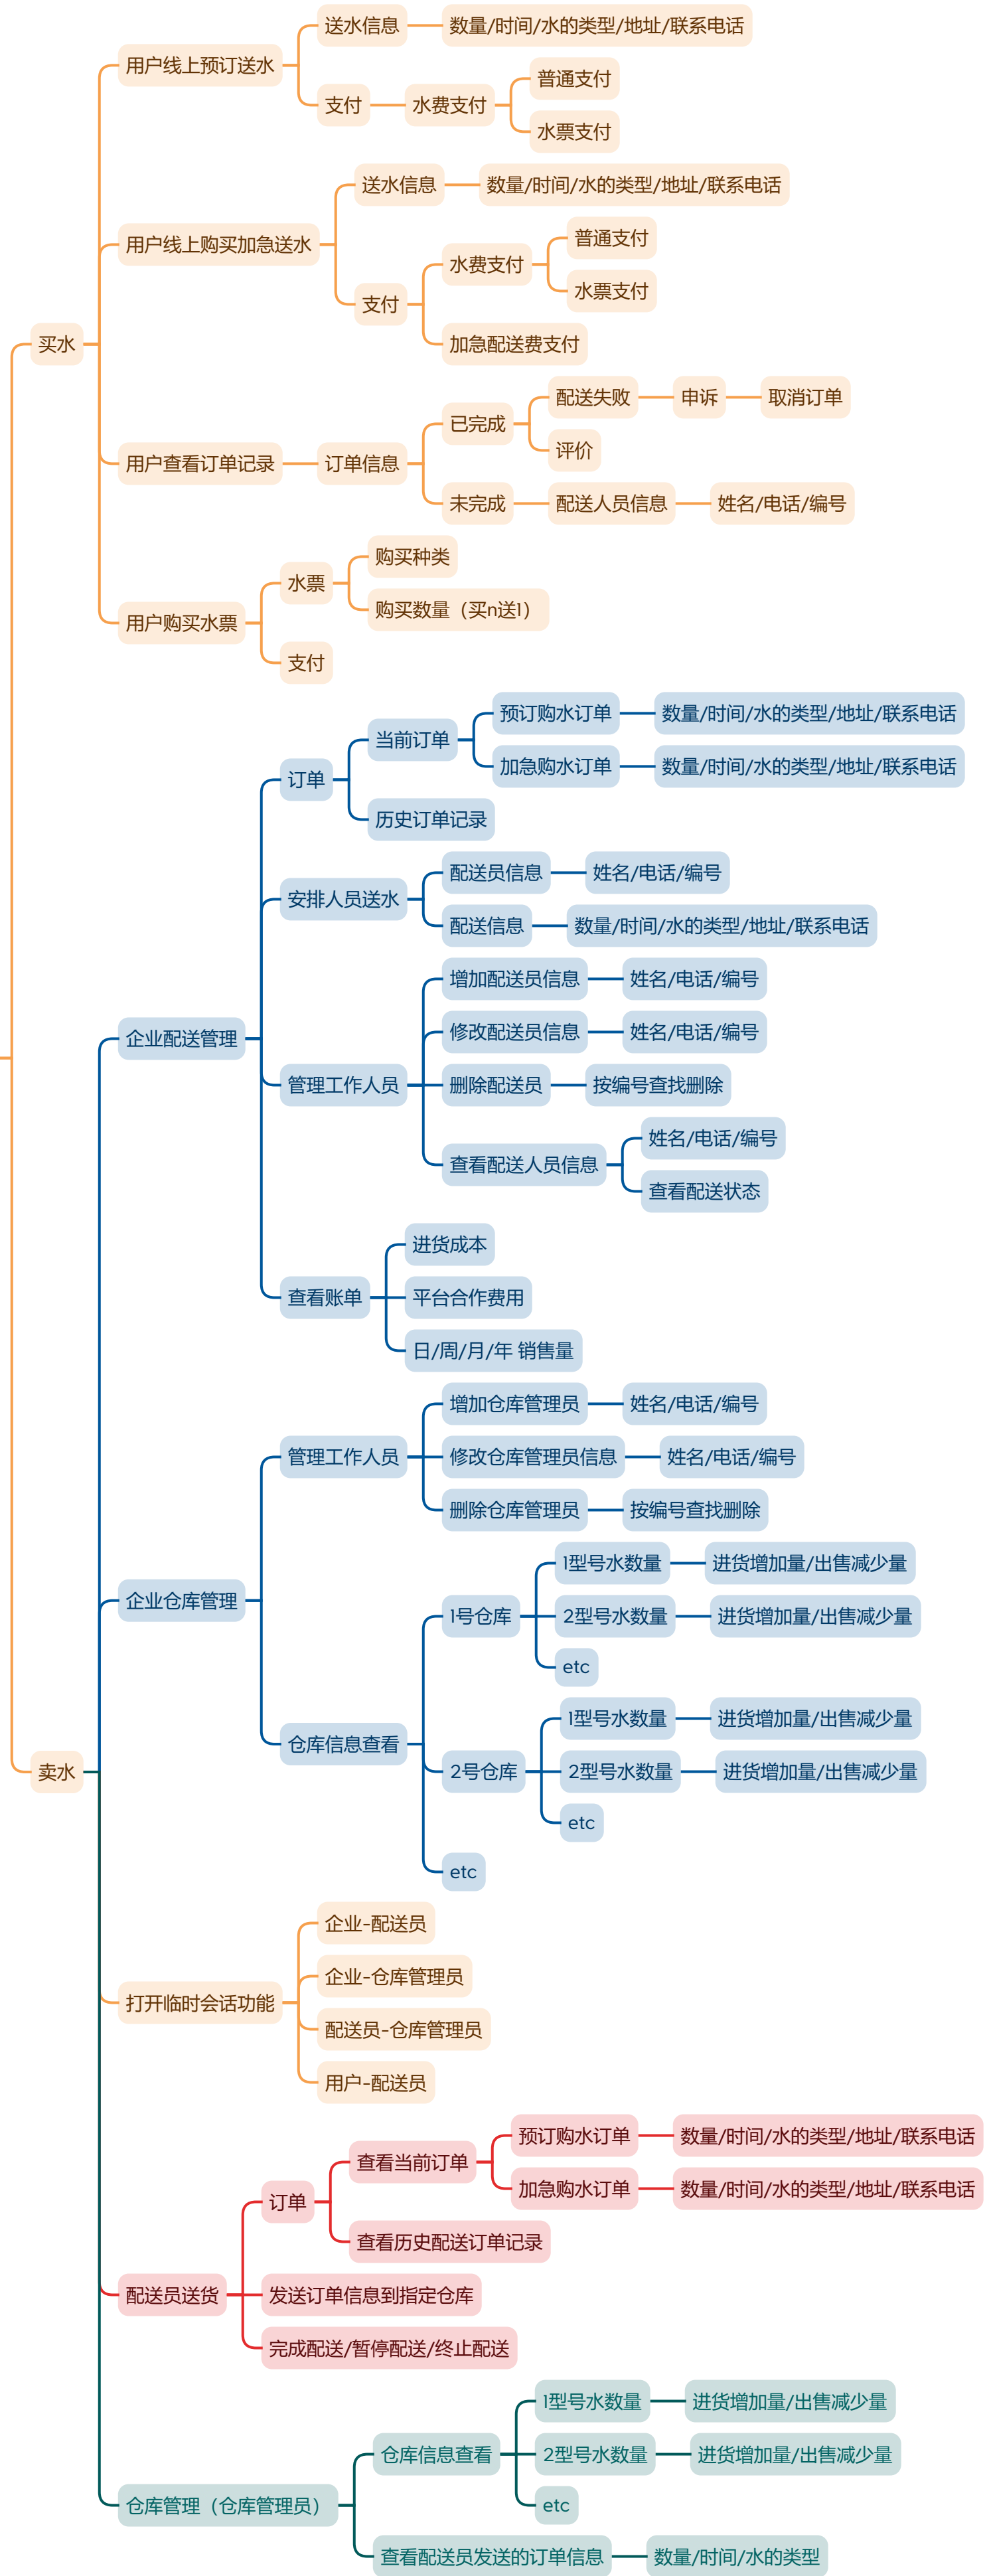 买水
用户线上预订送水
送水信息
数量/时间/水的类型/地址/联系电话
支付
水费支付
普通支付
水票支付
用户线上购买加急送水
送水信息
数量/时间/水的类型/地址/联系电话
支付
水费支付
普通支付
水票支付
加急配送费支付
用户查看订单记录
订单信息
已完成
配送失败
申诉
取消订单
评价
未完成
配送人员信息
姓名/电话/编号
用户购买水票
水票
购买种类
购买数量（买n送1）
支付
卖水
企业配送管理
订单
当前订单
预订购水订单
数量/时间/水的类型/地址/联系电话
加急购水订单
数量/时间/水的类型/地址/联系电话
历史订单记录
安排人员送水
配送员信息
姓名/电话/编号
配送信息
数量/时间/水的类型/地址/联系电话
管理工作人员
增加配送员信息
姓名/电话/编号
修改配送员信息
姓名/电话/编号
删除配送员
按编号查找删除
查看配送人员信息
姓名/电话/编号
查看配送状态
查看账单
进货成本
平台合作费用
日/周/月/年 销售量
企业仓库管理
管理工作人员
增加仓库管理员
姓名/电话/编号
修改仓库管理员信息
姓名/电话/编号
删除仓库管理员
按编号查找删除
仓库信息查看
1号仓库
1型号水数量
进货增加量/出售减少量
2型号水数量
进货增加量/出售减少量
etc
2号仓库
1型号水数量
进货增加量/出售减少量
2型号水数量
进货增加量/出售减少量
etc
etc
打开临时会话功能
企业-配送员
企业-仓库管理员
配送员-仓库管理员
用户-配送员
配送员送货
订单
查看当前订单
预订购水订单
数量/时间/水的类型/地址/联系电话
加急购水订单
数量/时间/水的类型/地址/联系电话
查看历史配送订单记录
发送订单信息到指定仓库
完成配送/暂停配送/终止配送
仓库管理（仓库管理员）
仓库信息查看
1型号水数量
进货增加量/出售减少量
2型号水数量
进货增加量/出售减少量
etc
查看配送员发送的订单信息
数量/时间/水的类型